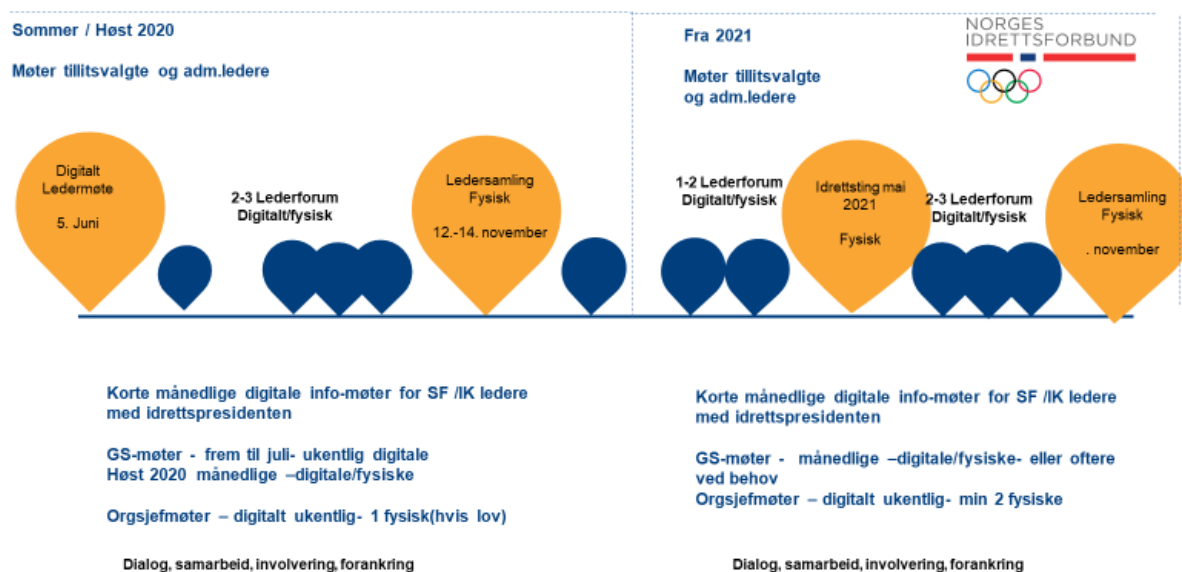 Sommer / Høst 2020
Møter tillitsvalgte og adm.ledere
Digitalt
Ledermøte
5. Juni
2-3 Lederforum
Digitalt/fysisk
Ledersamling
Fysisk
12.-14. november
Korte månedlige digitale info-møter for SF /IK ledere
med idrettspresidenten
GS-møter - frem til juli- ukentlig digitale
Høst 2020 månedlige –digitale/fysiske
Orgsjefmøter – digitalt ukentlig- 1 fysisk(hvis lov)
Dialog, samarbeid, involvering, forankring
Fra 2021
Møter tillitsvalgte
og adm.ledere
NORGES
IDRETTSFORBUND
1-2 Lederforum
Digitalt/fysisk
Idrettsting mai
2021
Fysisk
2-3 Lederforum
Digitalt/fysisk
Ledersamling
Fysisk
. november
Korte månedlige digitale info-møter for SF /IK ledere
med idrettspresidenten
GS-møter - månedlige –digitale/fysiske- eller oftere
ved behov
Orgsjefmøter – digitalt ukentlig- min 2 fysiske
Dialog, samarbeid, involvering, forankring